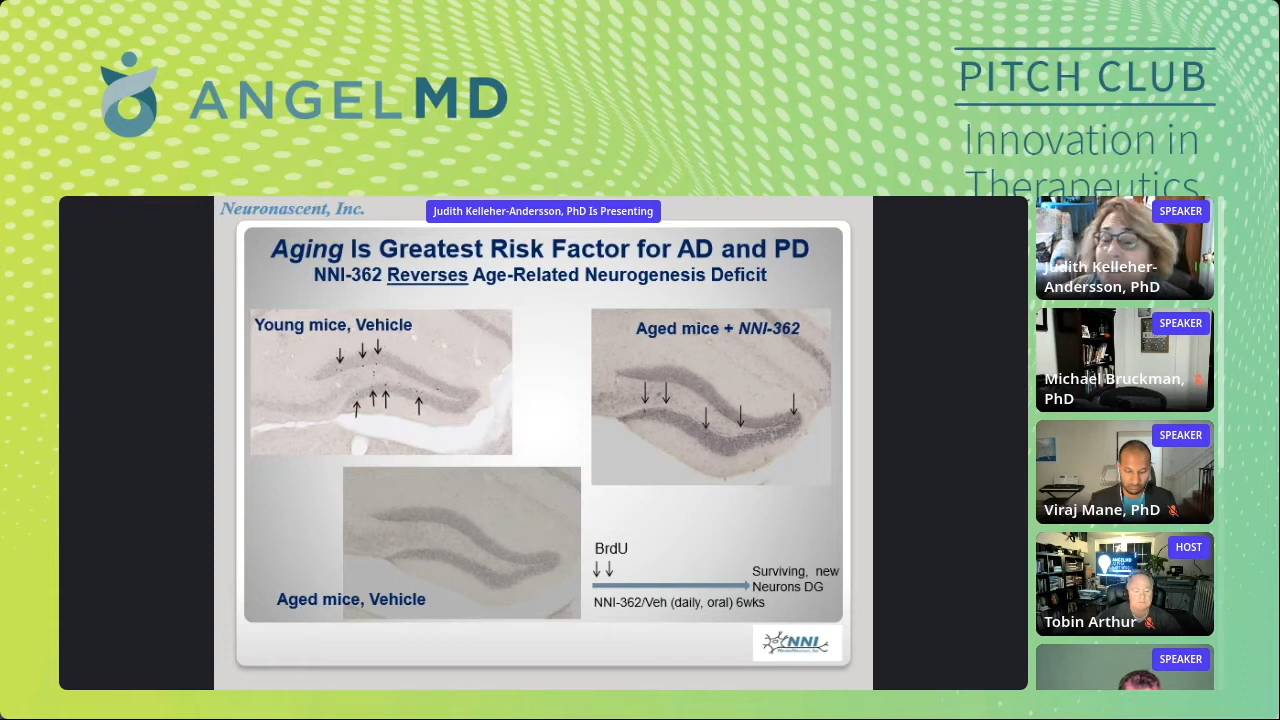 ANGELMD
PITCH CLUB
Innovation in
Therapeutics
Neuronascent, Inc.
Judith Kelleher-Andersson, PhD Is Presenting
Aging Is Greatest Risk Factor for AD and PD
NNI-362 Reverses Age-Related Neurogenesis Deficit
Young mice, Vehicle
Aged mice + NNI-362
Aged mice, Vehicle
BrdU
Surviving, new
Neurons DG
NNI-362/Veh (daily, oral) 6wks
NNI
SPEAKER
Judith Kelleher-
Andersson, PhD
SPEAKER
Michael Bruckman,
PhD
SPEAKER
Viraj Mane, PhD
HOST
Tobin Arthur
SPEAKER